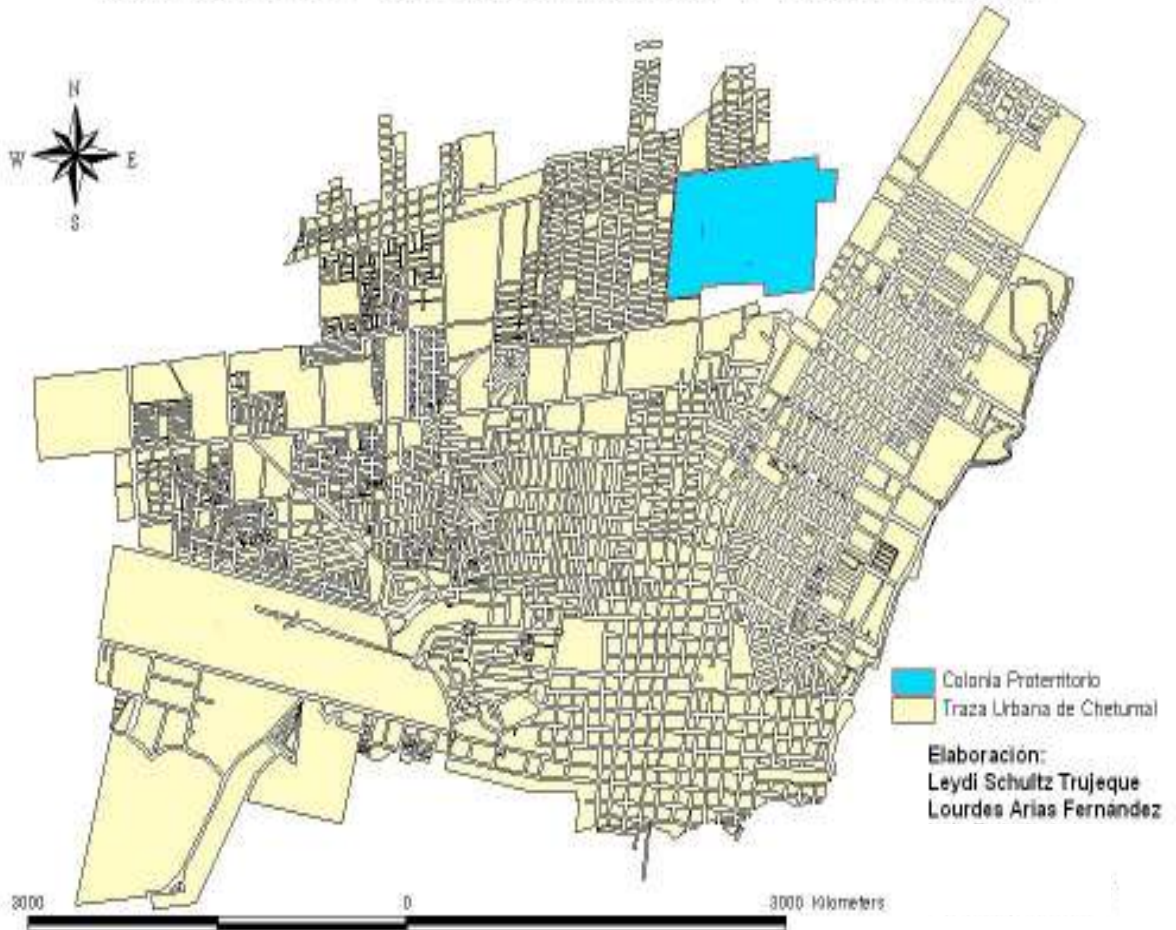 N
W E
S
Colonia Proterritorio
Traza Urbana de Chetumal
Elaboración:
Leydi Schultz Trujeque
Lourdes Arias Fernández
3000 0 3000 Kilometers